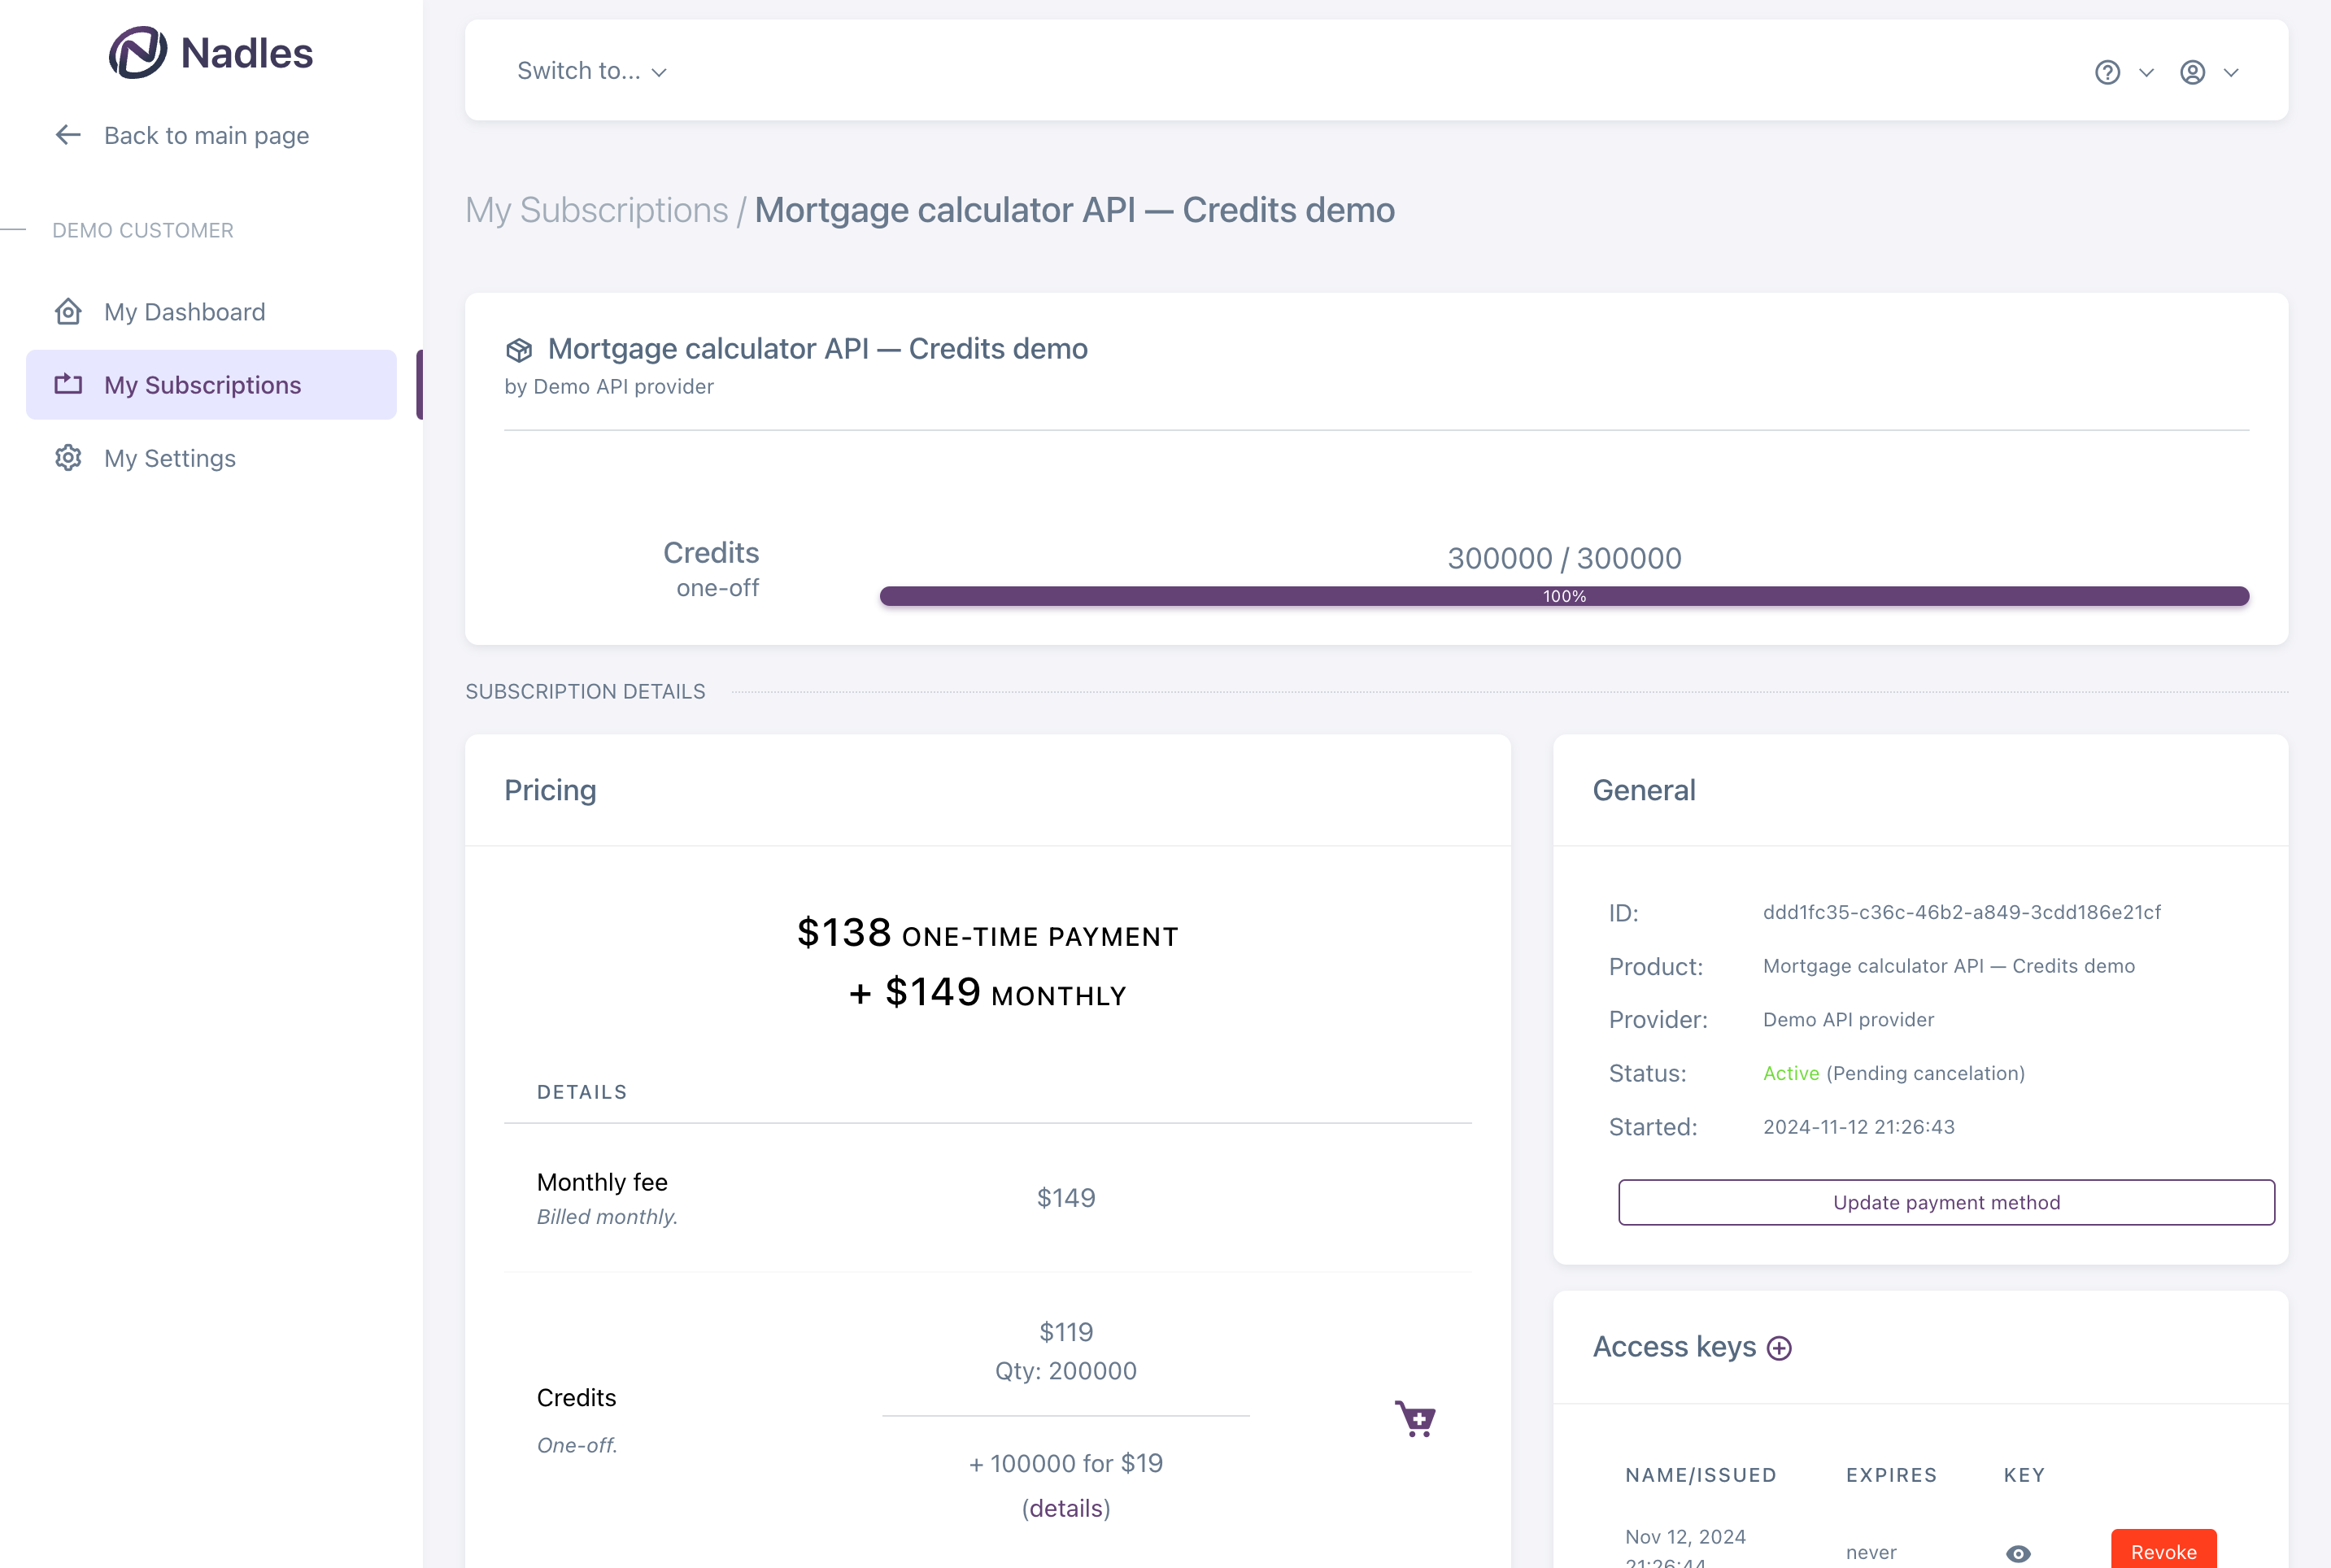 Nadles
Back to main page
DEMO CUSTOMER
My Dashboard
My Subscriptions
My Settings
Switch to...
My Subscriptions / Mortgage calculator API — Credits demo
Mortgage calculator API — Credits demo
by Demo API provider
Credits
one-off
300000 / 300000
100%
SUBSCRIPTION DETAILS
Pricing
$138 ONE-TIME PAYMENT
+ $149 MONTHLY
DETAILS
Monthly fee
Billed monthly.
$149
Credits
One-off.
$119
Qty: 200000
+ 100000 for $19
(details)
General
ID: ddd1fc35-c36c-46b2-a849-3cdd186e21cf
Product: Mortgage calculator API — Credits demo
Provider: Demo API provider
Status: Active (Pending cancelation)
Started: 2024-11-12 21:26:43
Update payment method
Access keys
NAME/ISSUED EXPIRES KEY
Nov 12, 2024
21:26:44
never
Revoke